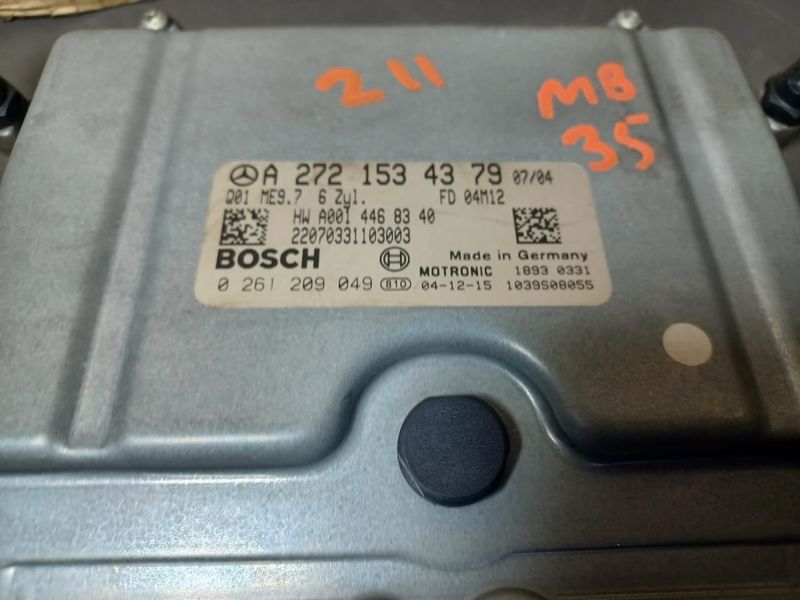 211
MB
35
A 272 153 43 79 07/04
Q01 ME9.7 6 Zyl. FD 04M12
HW A001 446 83 40
22070331103003
BOSCH Made in Germany
MOTRONIC 1893 0331
0 261 209 049 810 04-12-15 1039S08055